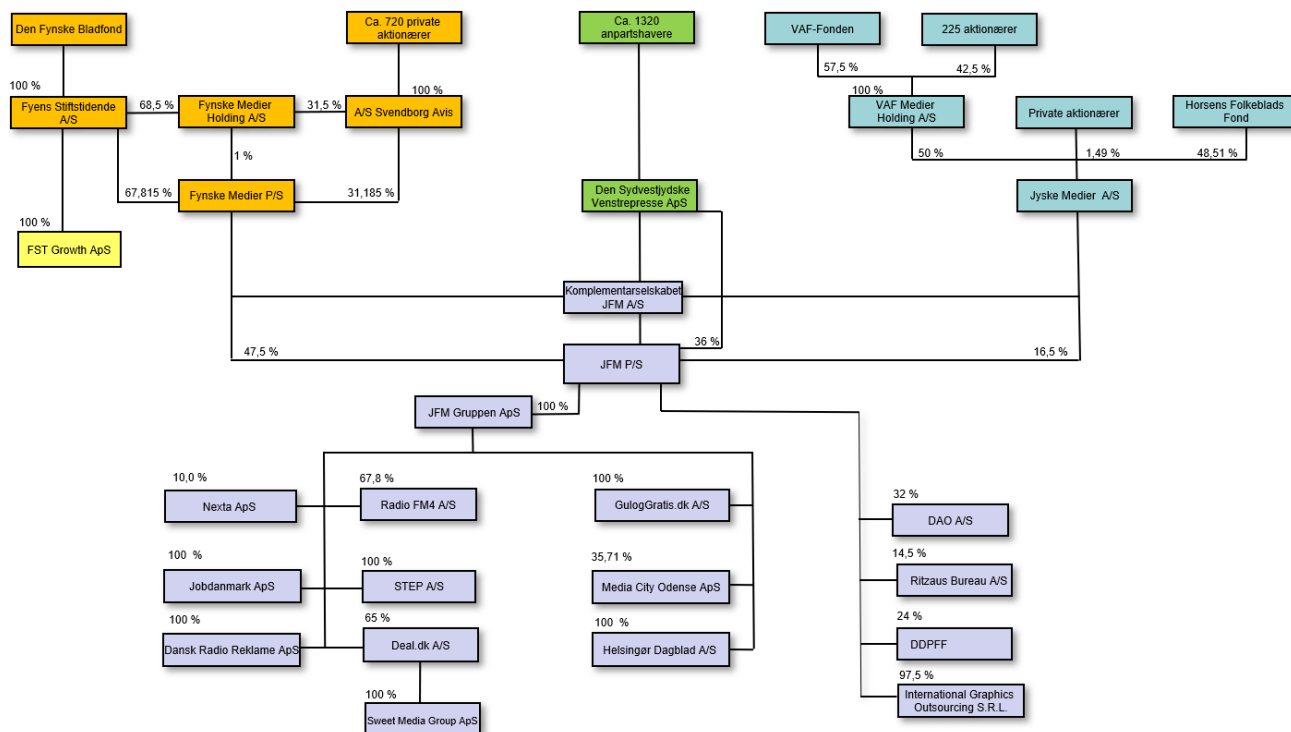 Den Fynske Bladfond
Ca. 720 private
aktionærer
Ca. 1320
anpartshavere
VAF-Fonden
225 aktionærer
57,5 %
42,5 %
100 %
100 %
100 %
Fyens Stiftstidende
A/S
68,5 %
Fynske Medier
Holding A/S
31,5 %
A/S Svendborg Avis
VAF Medier
Holding A/S
Private aktionærer
Horsens Folkeblads
Fond
1 %
50 %
1,49 %
48,51 %
67,815 %
Fynske Medier P/S
31,185 %
Den Sydvestjydske
Venstrepresse ApS
Jyske Medier A/S
100 %
FST Growth ApS
Komplementarselskabet
JFM A/S
47,5 %
36 %
16,5 %
JFM P/S
JFM Gruppen ApS
100 %
10,0 %
Nexta ApS
67,8 %
Radio FM4 A/S
100 %
GulogGratis.dk A/S
32 %
DAO A/S
100 %
Jobdanmark ApS
100 %
STEP A/S
35,71 %
Media City Odense ApS
14,5 %
Ritzaus Bureau A/S
100 %
Dansk Radio Reklame ApS
65 %
Deal.dk A/S
100 %
Helsingør Dagblad A/S
24 %
DDPFF
100 %
Sweet Media Group ApS
97,5 %
International Graphics
Outsourcing S.R.L.